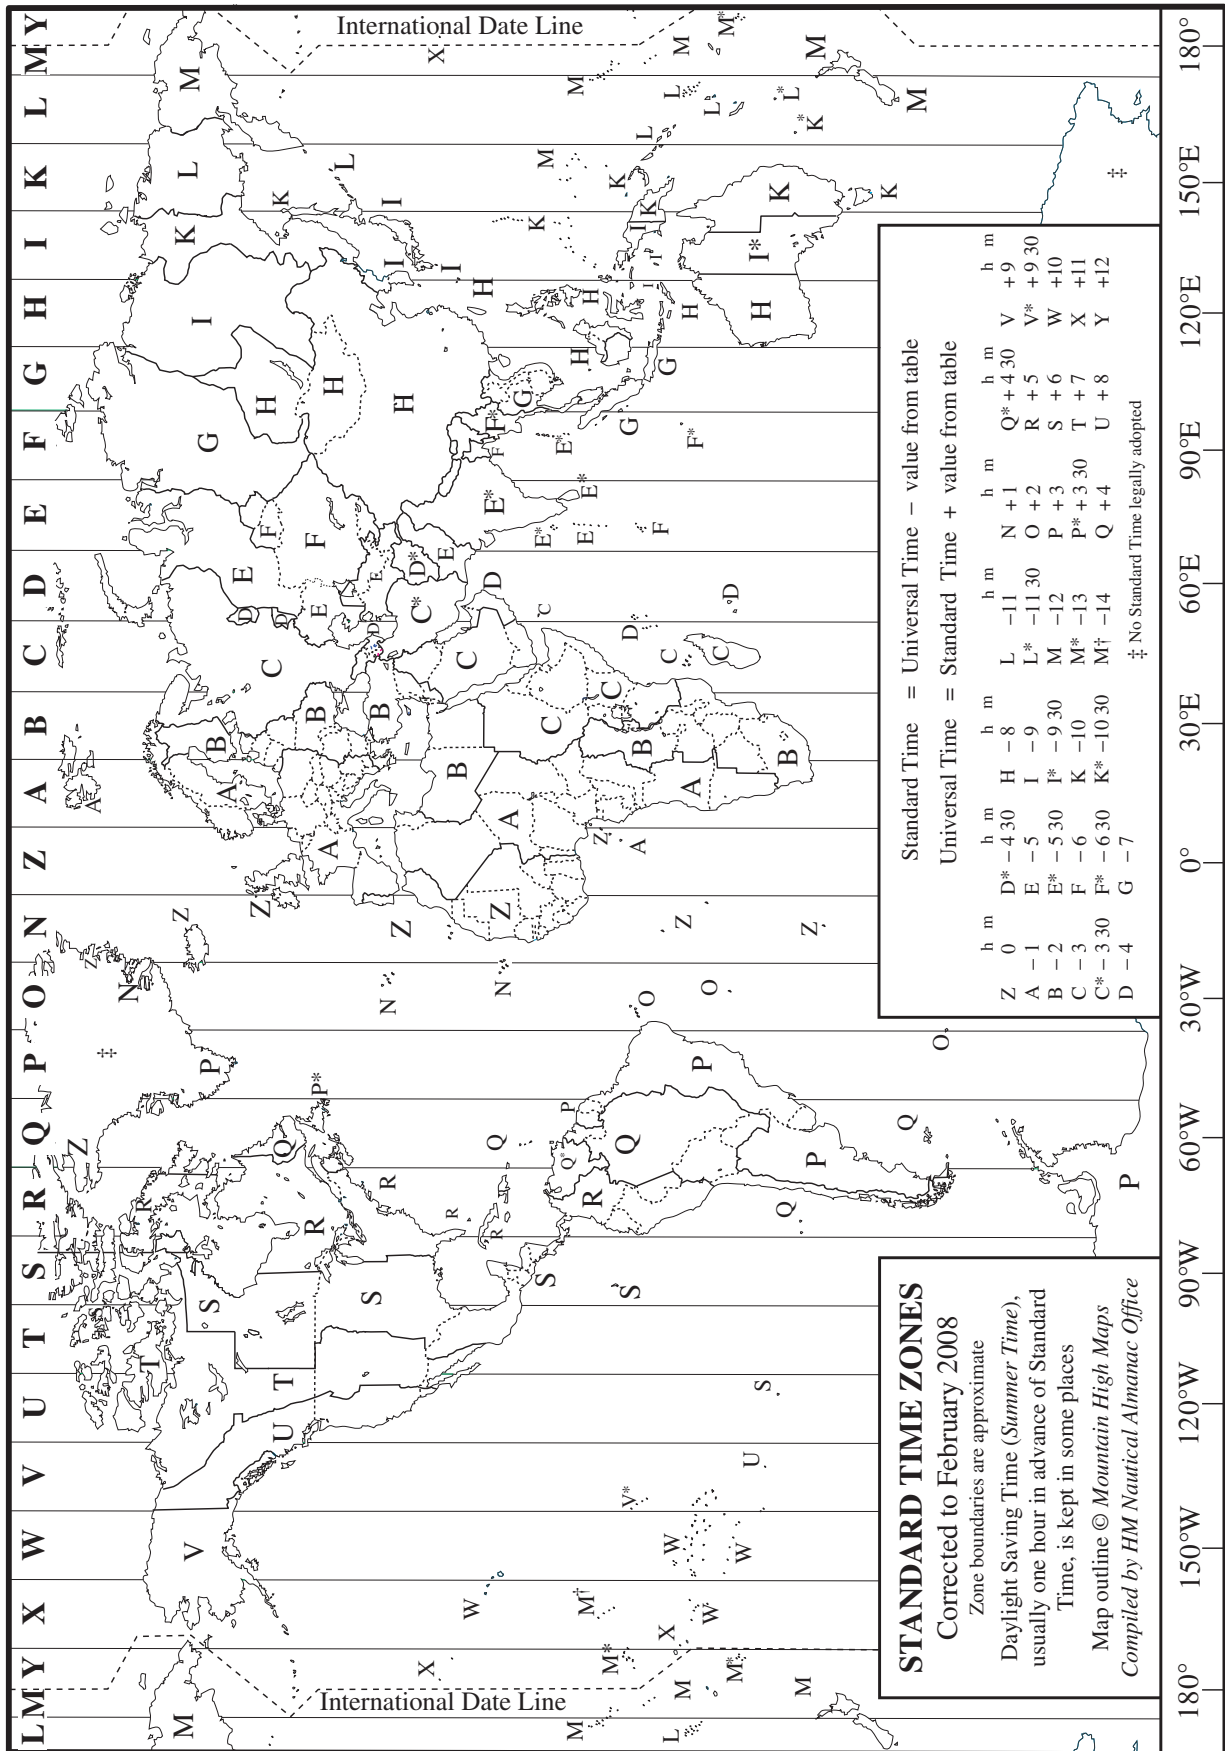 L M Y X W V U T S R Q P O N Z A B C D E F G H I K L M Y
Z Z A
‡
T R N
M V S P Z A B D E G I K L M
Z C H K
U T Q D F
R P* A B E F H
International Date Line
International Date Line
S R N Z B D E H L
X W R Z B C* D* H I K X
S R Q N Z A B C E D E* F F* G H I
S R Q* P C E* H K M
M M† S Q R Z C C E* E* H H M
M* V* S Q O A B C E F G I K K L
L M X W P O Z A C D F* G H I L M
M* W W P D C H I* K L M*
M U S Q Q P Z B M K* L*
Q O K M
P ‡
STANDARD TIME ZONES
Corrected to February 2008
Zone boundaries are approximate
Daylight Saving Time (Summer Time),
usually one hour in advance of Standard
Time, is kept in some places
Map outline © Mountain High Maps
Compiled by HM Nautical Almanac Office
Standard Time = Universal Time − value from table
Universal Time = Standard Time + value from table
h m h m h m h m h m h m h m
Z 0 D* − 4 30 H − 8 L −11 N + 1 Q* + 4 30 V + 9
A − 1 E − 5 I − 9 L* −11 30 O + 2 R + 5 V* + 9 30
B − 2 E* − 5 30 I* − 9 30 M −12 P + 3 S + 6 W +10
C − 3 F − 6 K −10 M* −13 P* + 3 30 T + 7 X +11
C* − 3 30 F* − 6 30 K* −10 30 M† −14 Q + 4 U + 8 Y +12
D − 4 G − 7
‡ No Standard Time legally adopted
180° 150°W 120°W 90°W 60°W 30°W 0° 30°E 60°E 90°E 120°E 150°E 180°